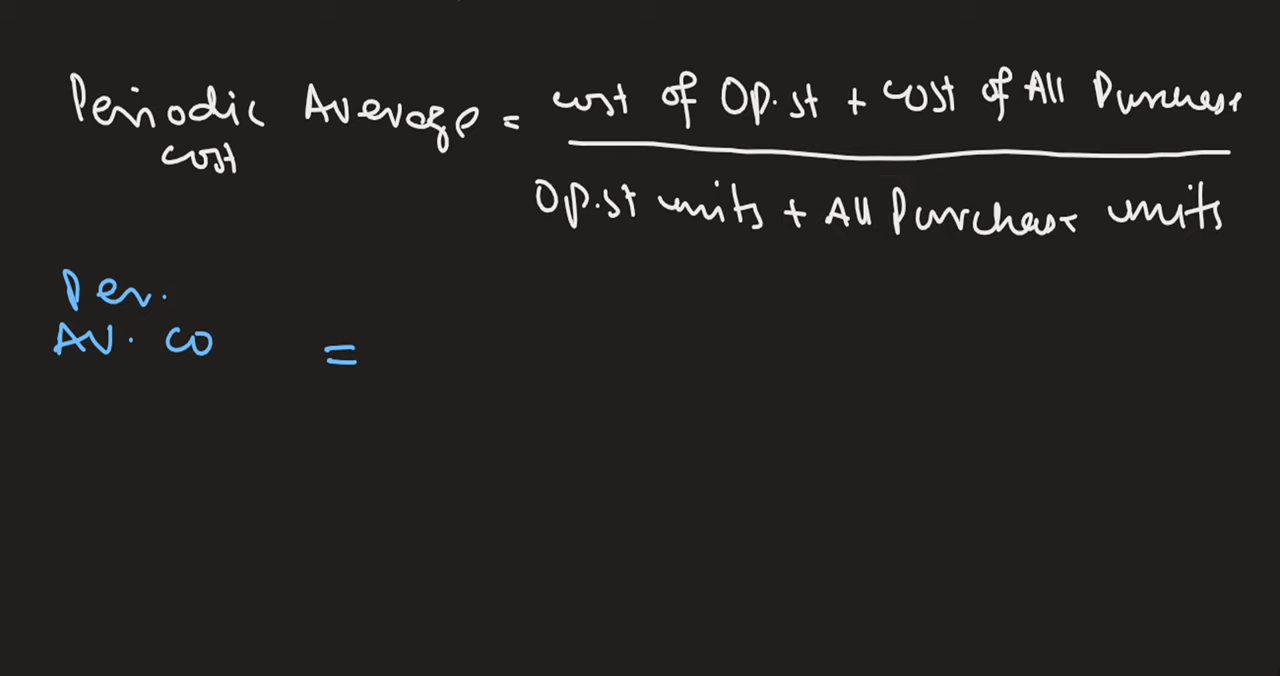 Periodic Average = cost of Op.st + cost of All Purchase
cost
Op.st units + All Purchase units
Per.
Av. co =